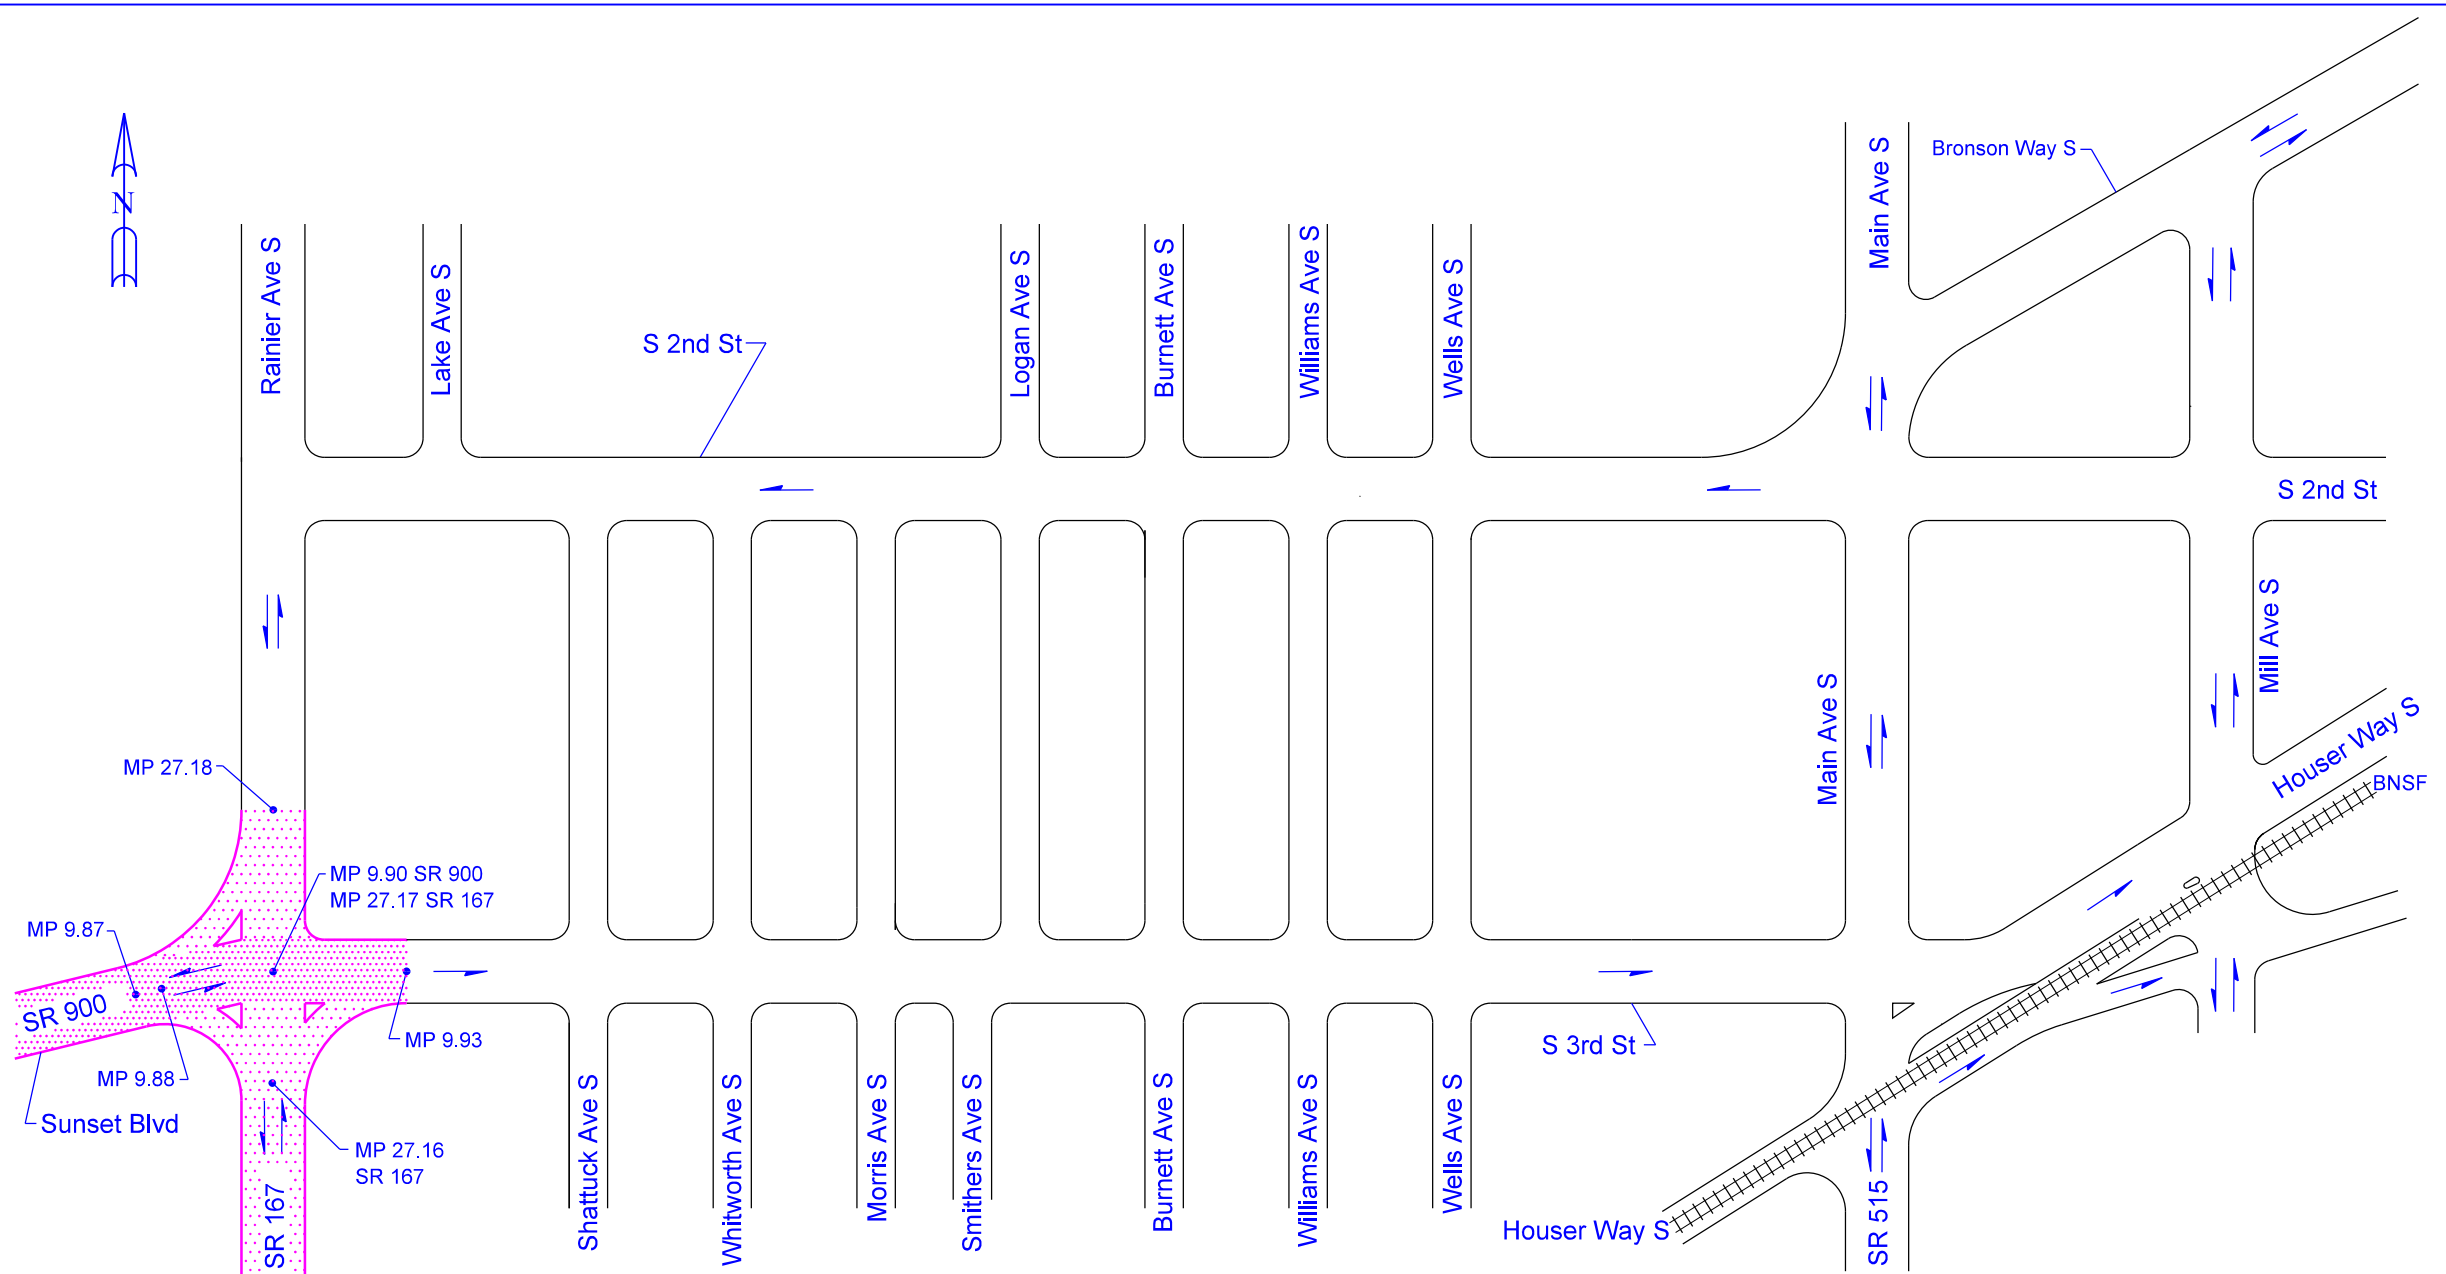 Bronson Way S
Main Ave S
N
Rainier Ave S
Lake Ave S
S 2nd St
Logan Ave S
Burnett Ave S
Williams Ave S
Wells Ave S
S 2nd St
Mill Ave S
Main Ave S
Houser Way S
BNSF
MP 27.18
MP 9.90 SR 900
MP 27.17 SR 167
MP 9.87
SR 900
MP 9.93
MP 9.88
Sunset Blvd
MP 27.16
SR 167
SR 167
S 3rd St
Shattuck Ave S
Whitworth Ave S
Morris Ave S
Smithers Ave S
Burnett Ave S
Williams Ave S
Wells Ave S
Houser Way S
SR 515